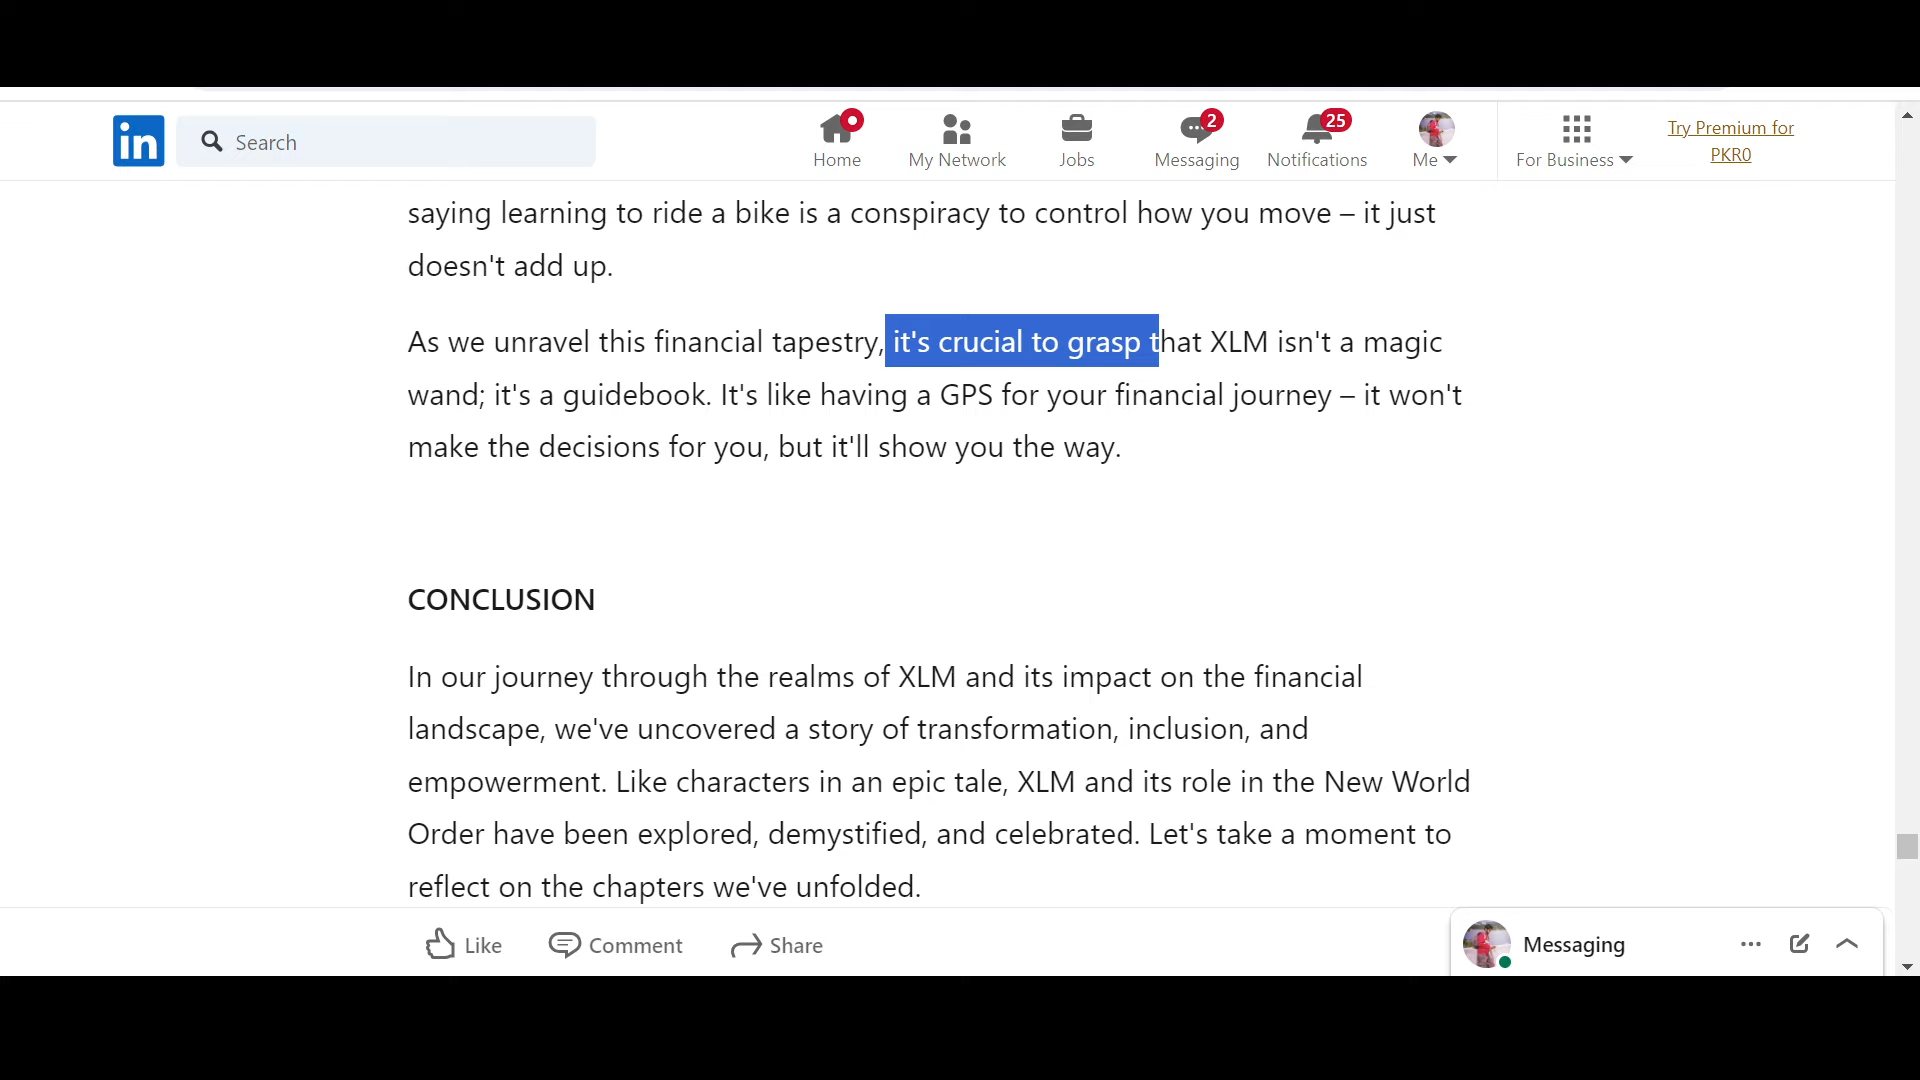 in
Search
Home
My Network
Jobs
2
Messaging
25
Notifications
Me
For Business
Try Premium for
PKR0
saying learning to ride a bike is a conspiracy to control how you move – it just
doesn't add up.
As we unravel this financial tapestry, it's crucial to grasp that XLM isn't a magic
wand; it's a guidebook. It's like having a GPS for your financial journey – it won't
make the decisions for you, but it'll show you the way.
CONCLUSION
In our journey through the realms of XLM and its impact on the financial
landscape, we've uncovered a story of transformation, inclusion, and
empowerment. Like characters in an epic tale, XLM and its role in the New World
Order have been explored, demystified, and celebrated. Let's take a moment to
reflect on the chapters we've unfolded.
Like
Comment
Share
Messaging